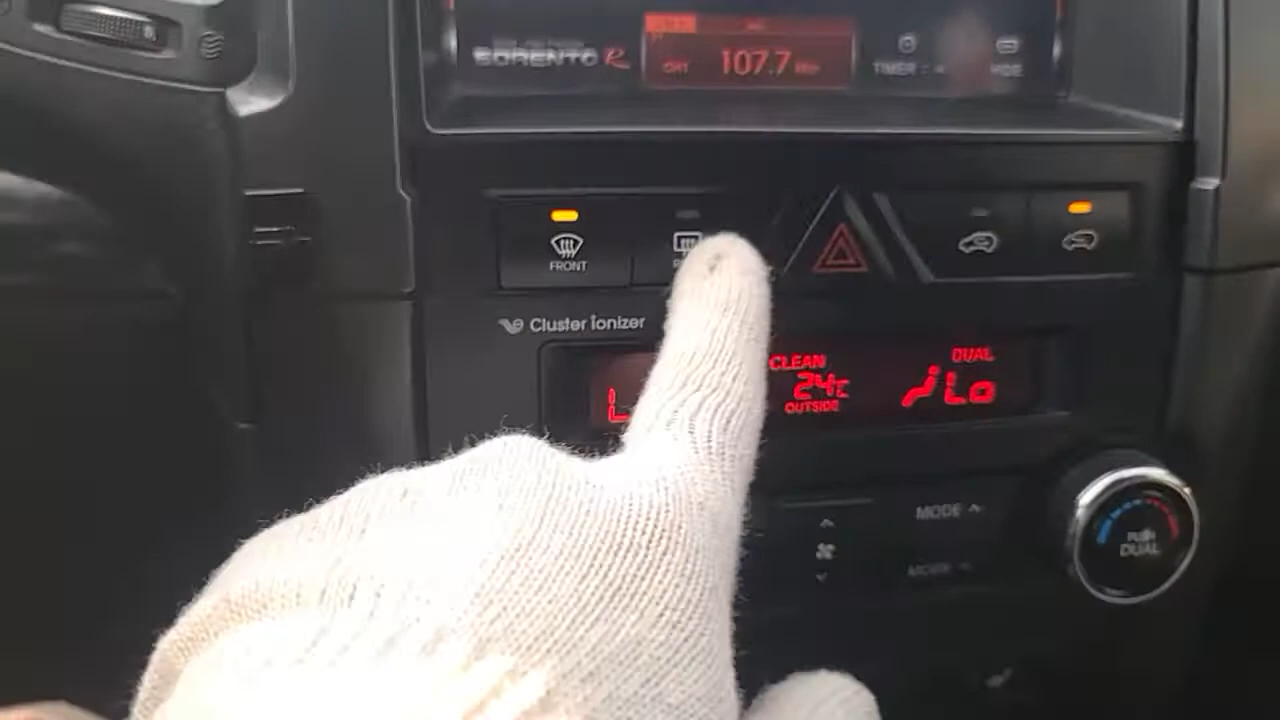 SORENTO R
107.7
TIMER :
FRONT
Cluster ionizer
CLEAN
24℃
OUTSIDE
DUAL
Lo
MODE
MODE
PUSH
DUAL